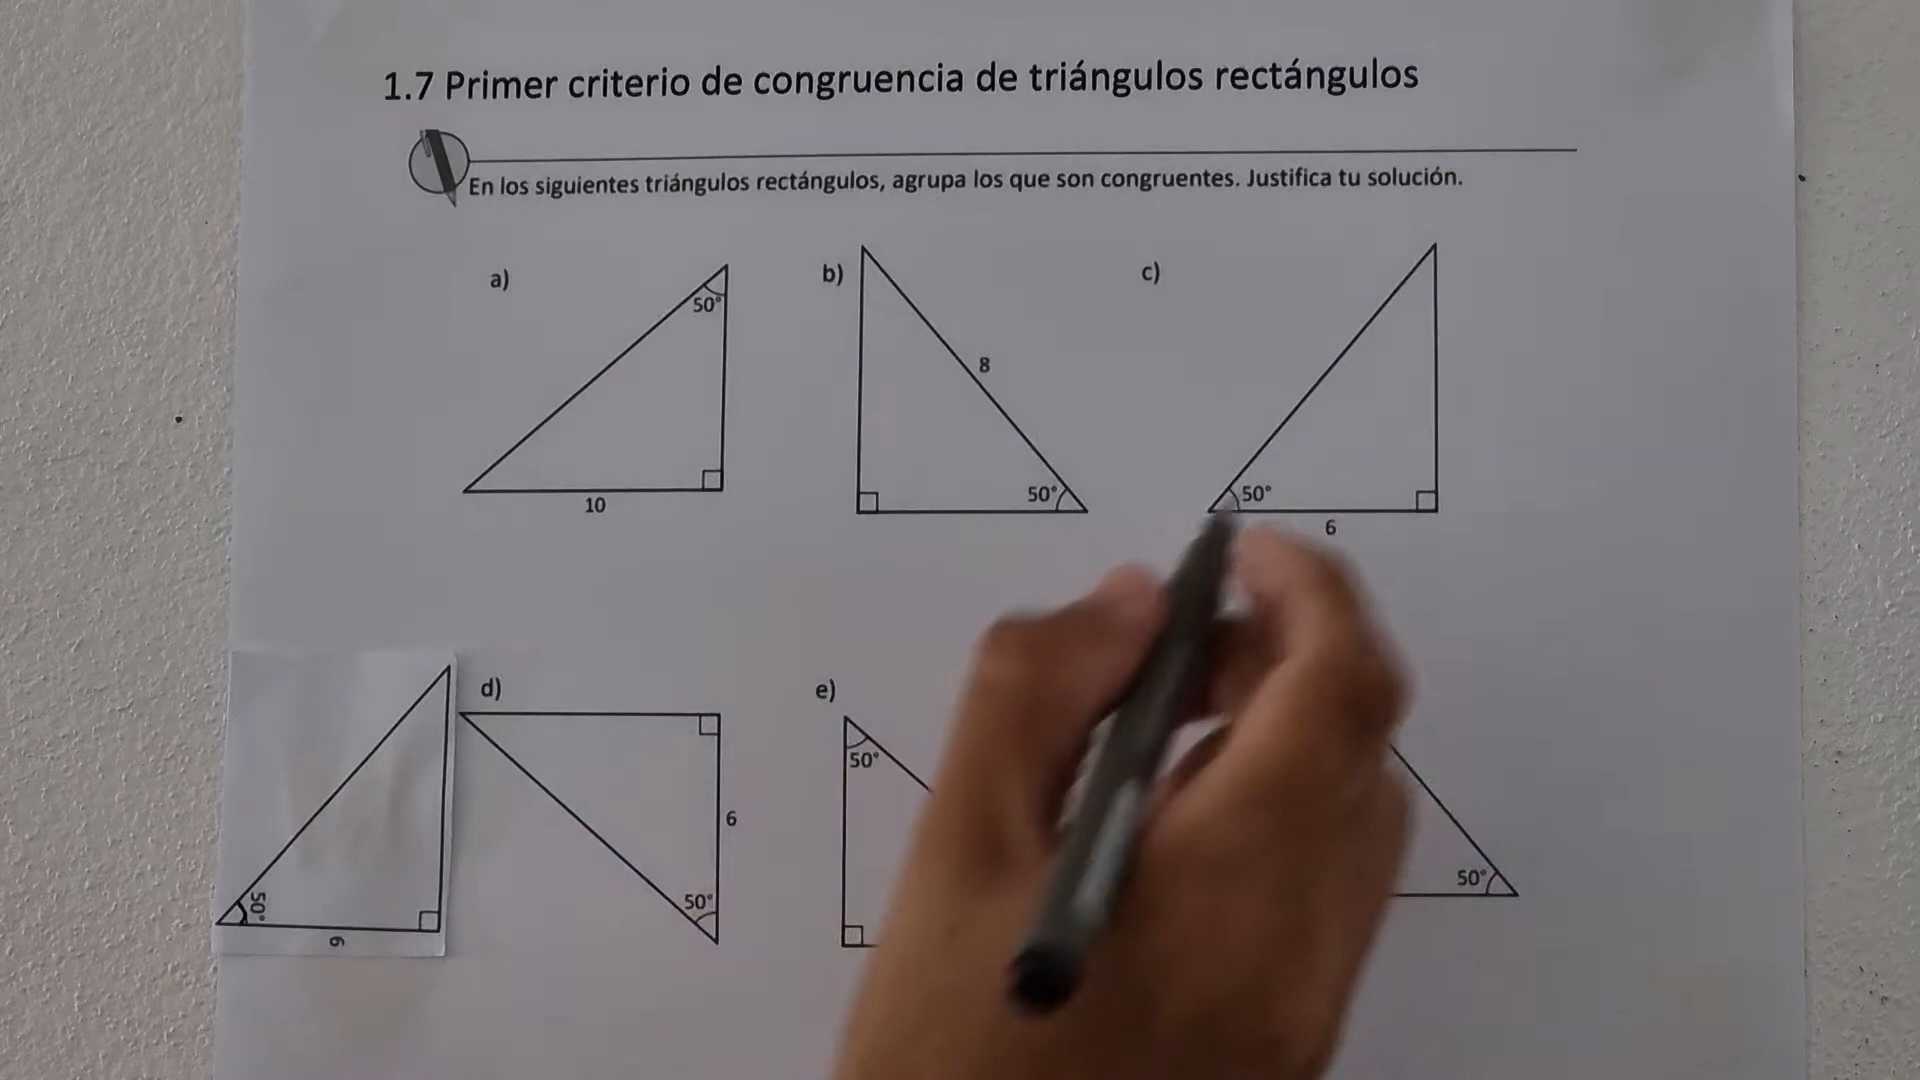 1.7 Primer criterio de congruencia de triángulos rectángulos
En los siguientes triángulos rectángulos, agrupa los que son congruentes. Justifica tu solución.
a)
50°
10
b)
8
50°
c)
50°
6
50°
6
d)
6
50°
e)
50°
50°